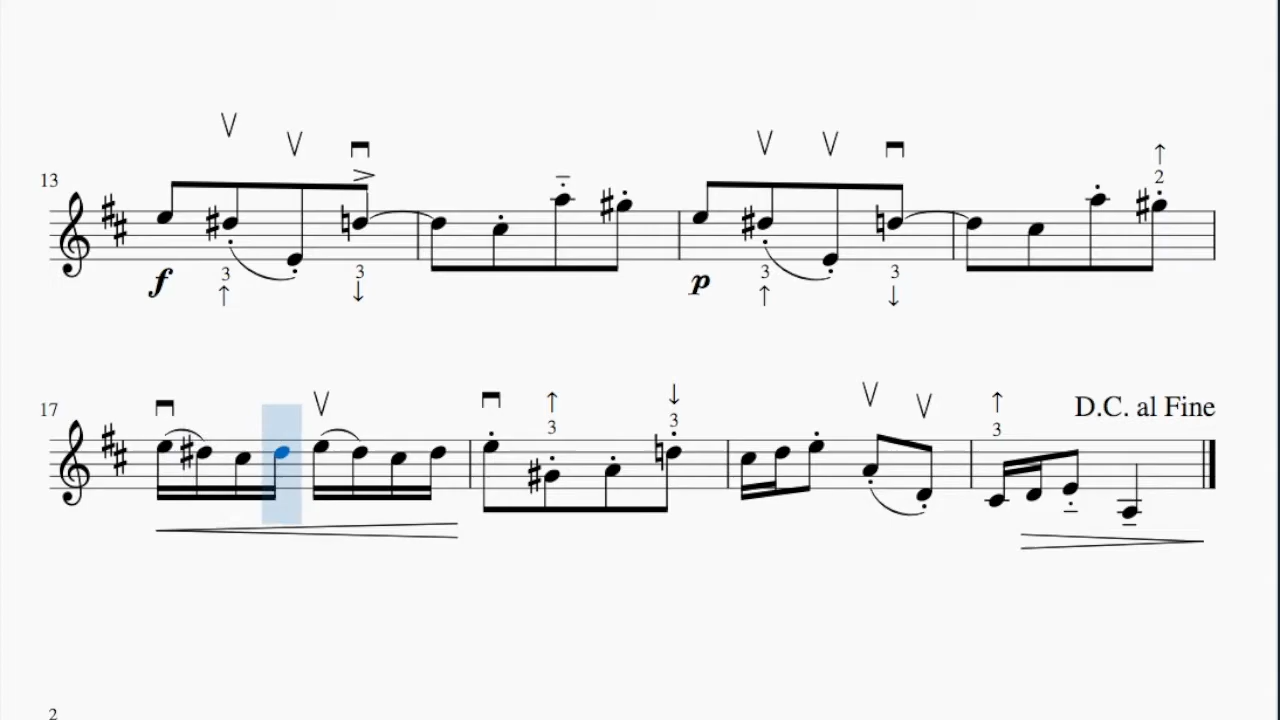 13
2
f 3 3 p 3 3
↑ ↓ ↑ ↓
17
D.C. al Fine
3 3 3
2